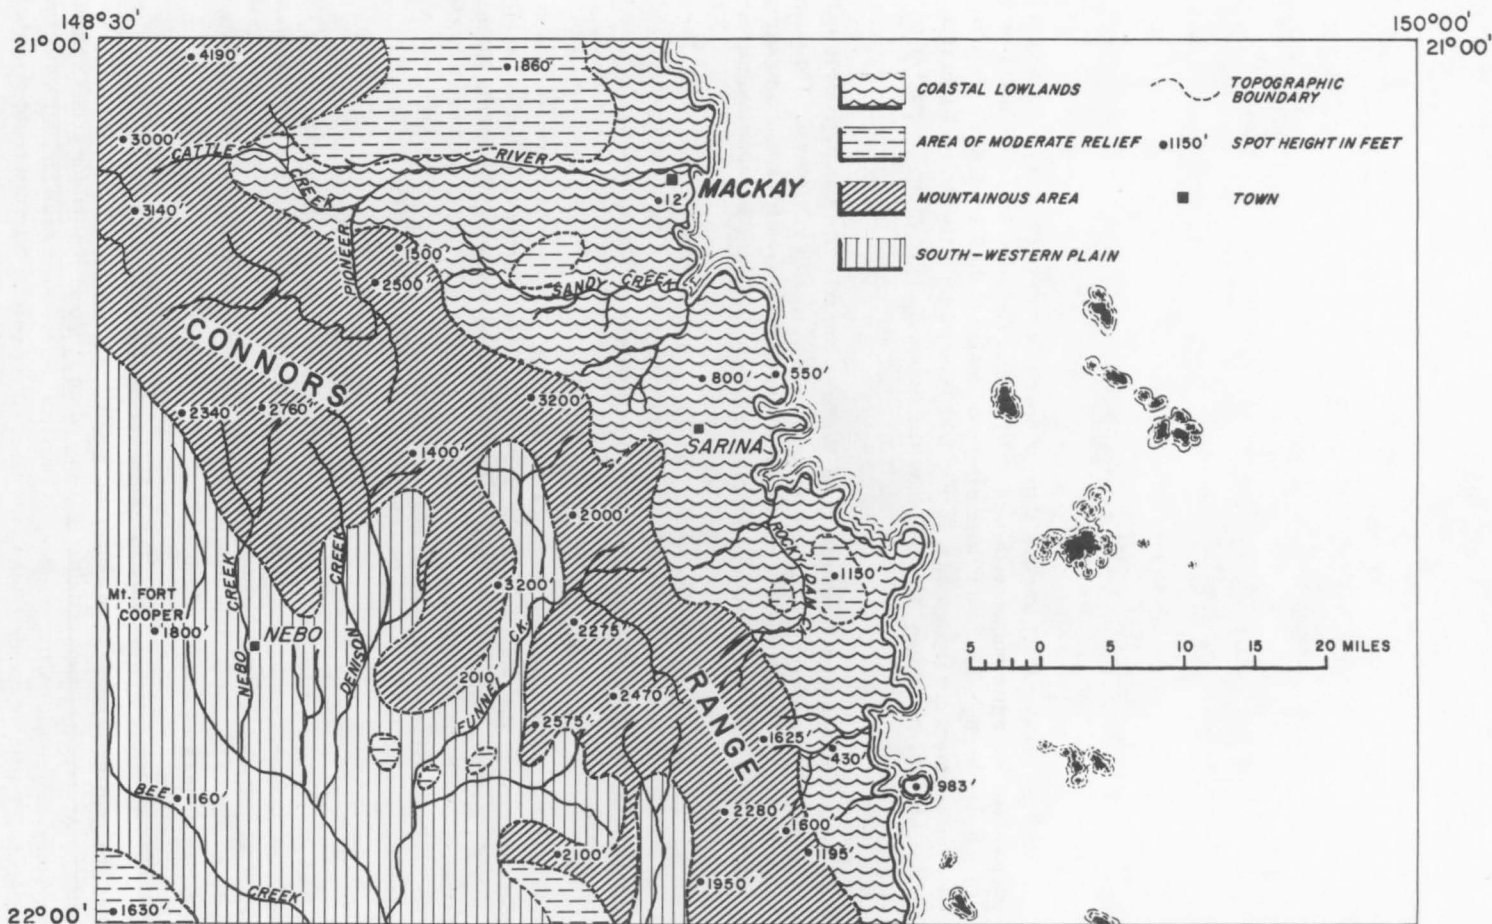 148°30'
150°00'
21°00'
21°00'
4190'
1860'
COASTAL LOWLANDS
TOPOGRAPHIC
BOUNDARY
3000'
CATTLE
CREEK
RIVER
AREA OF MODERATE RELIEF
1150'
SPOT HEIGHT IN FEET
MACKAY
12'
MOUNTAINOUS AREA
TOWN
3140'
PIONEER
1500'
SOUTH-WESTERN PLAIN
2500'
SANDY CREEK
CONNORS
800'
550'
2340'
2760'
3200'
SARINA
1400'
2000'
ROCKY DAM CK.
1150'
CREEK
CREEK
3200'
Mt. FORT
COOPER
1800'
NEBO
NEBO
DENISON
2275'
CK.
5 0 5 10 15 20 MILES
2010
FUNNEL
2470'
RANGE
2575'
1625'
430'
983'
BEE
1160'
2280'
1600'
1195'
2100'
CREEK
1950'
1630'
22°00'